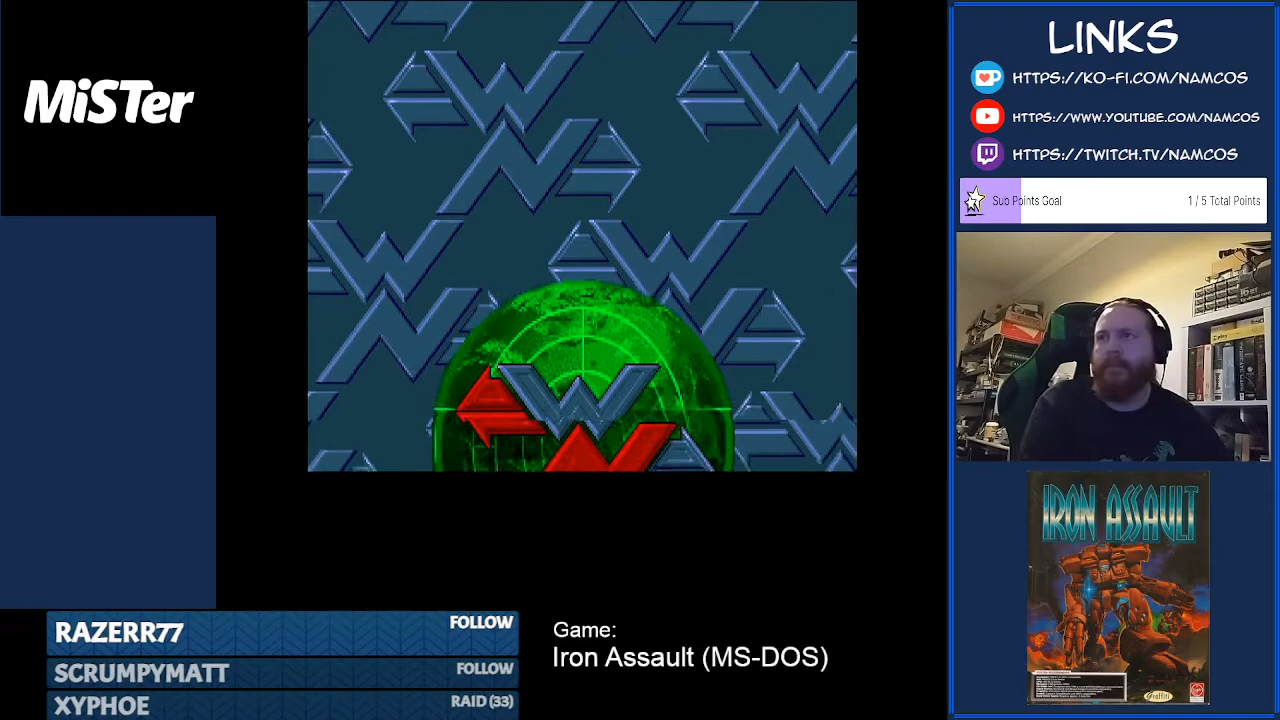 MiSTer
LINKS
HTTPS://KO-FI.COM/NAMCOS
HTTPS://WWW.YOUTUBE.COM/NAMCOS
HTTPS://TWITCH.TV/NAMCOS
Sub Points Goal
1 / 5 Total Points
IRON ASSAULT
graffiti
RAZERR77
FOLLOW
SCRUMPYMATT
FOLLOW
XYPHOE
RAID (33)
Game:
Iron Assault (MS-DOS)